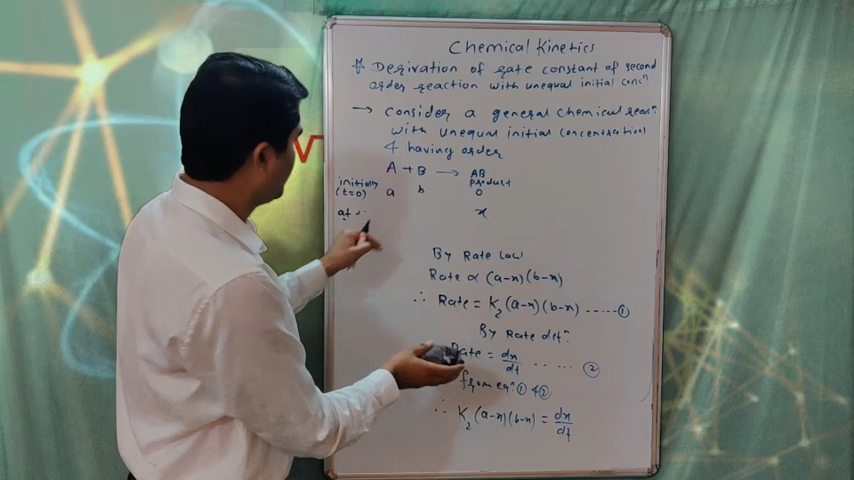 Chemical Kinetics
# Derivation of rate constant of second
order reaction with unequal initial concⁿ.
→ Consider a general Chemical reacⁿ
with unequal initial concentrations
& having order
A + B → AB
product
initially
(t=0) a b 0
at x
By Rate Law
Rate ∝ (a-x)(b-x)
∴ Rate = K₂(a-x)(b-x) -----①
By Rate defⁿ.
Rate = dx/dt ----- ②
from eqⁿ ① & ②
∴ K₂(a-x)(b-x) = dx/dt